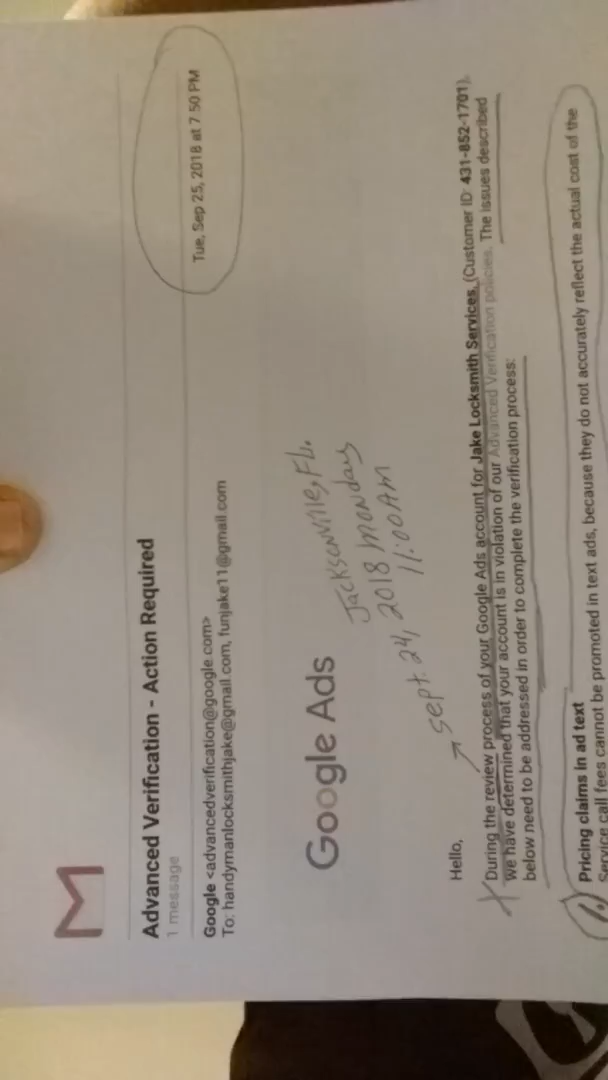 M
Advanced Verification - Action Required
1 message
Google <advancedverification@google.com>
Tue, Sep 25, 2018 at 7:50 PM
To: handymanlocksmithjake@gmail.com, funjake11@gmail.com
Google Ads
Jacksonville, FL.
Sept. 24, 2018 Monday
11:00 AM
Hello,
During the review process of your Google Ads account for Jake Locksmith Services, (Customer ID: 431-852-1701),
we have determined that your account is in violation of our Advanced Verification policies. The issues described
below need to be addressed in order to complete the verification process:
1.) Pricing claims in ad text
Service call fees cannot be promoted in text ads, because they do not accurately reflect the actual cost of the